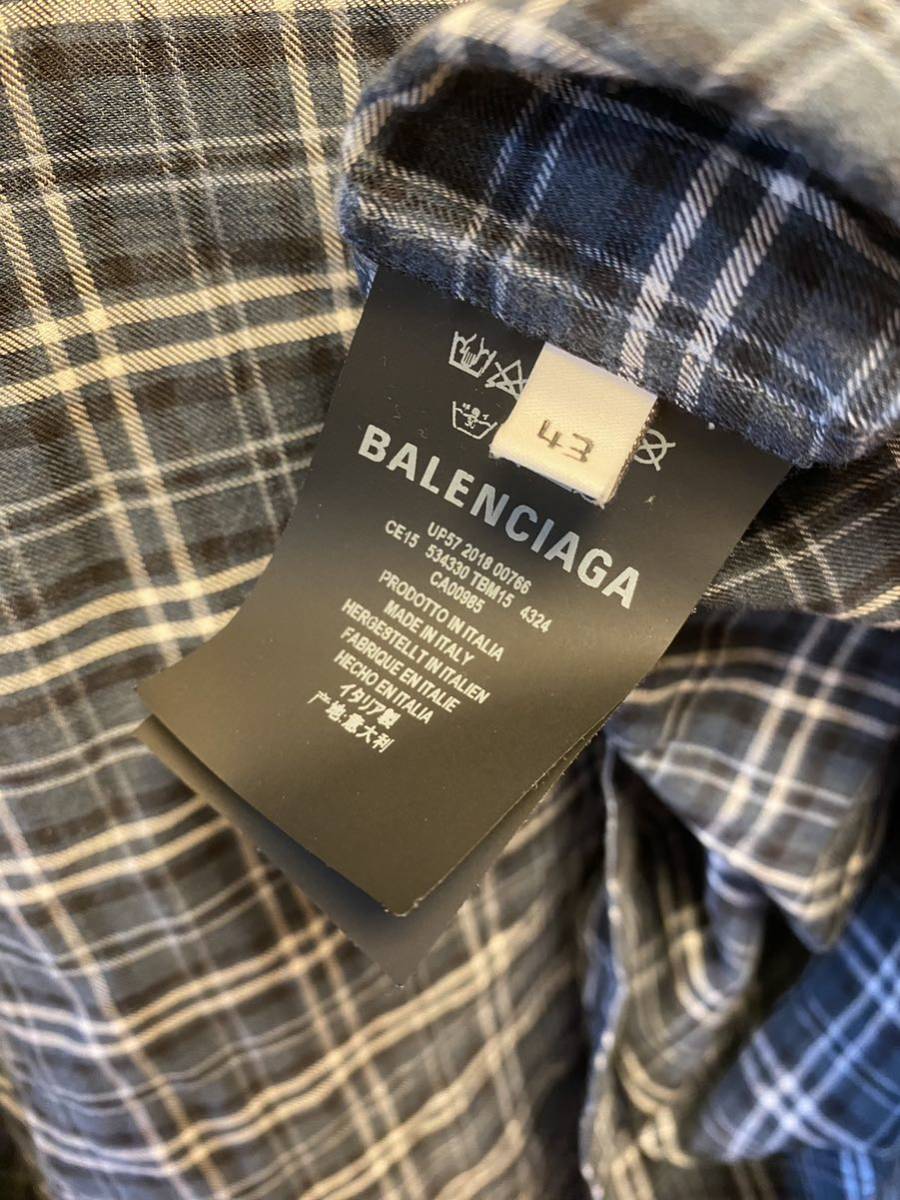 43
BALENCIAGA
UP57 2018 00766
CE15 534330 TBM15 4324
CA00985
PRODOTTO IN ITALIA
MADE IN ITALY
HERGESTELLT IN ITALIEN
FABRIQUE EN ITALIE
HECHO EN ITALIA
イタリア製
产地:意大利